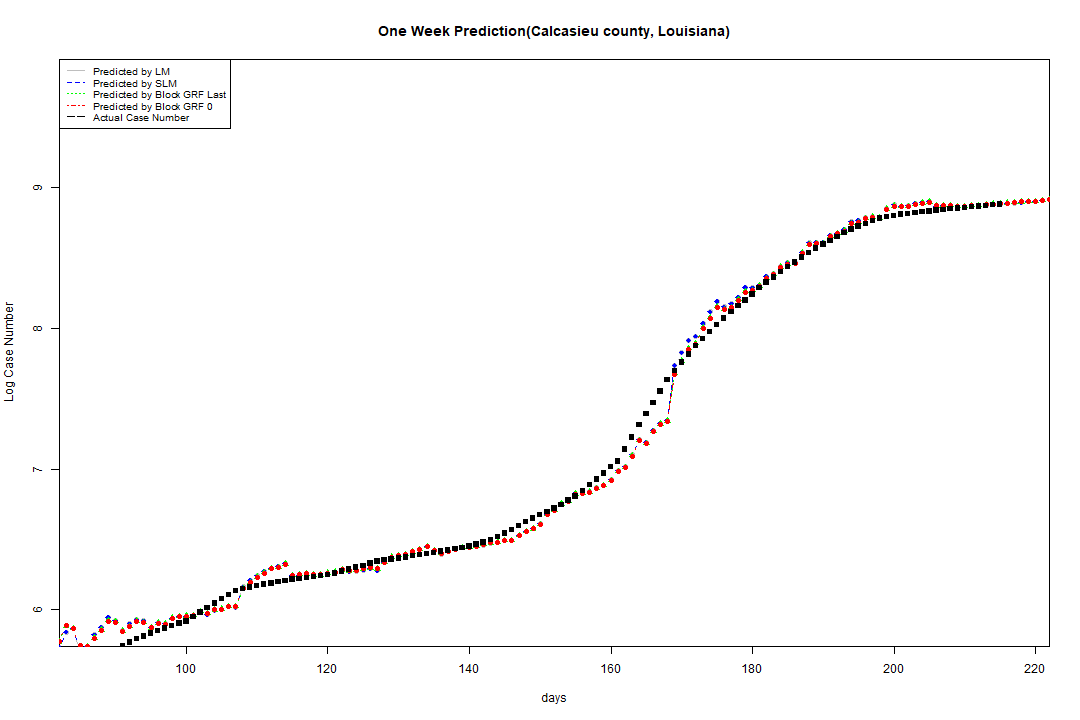 One Week Prediction(Calcasieu county, Louisiana)
Predicted by LM
Predicted by SLM
Predicted by Block GRF Last
Predicted by Block GRF 0
Actual Case Number
9
8
7
6
Log Case Number
100 120 140 160 180 200 220
days